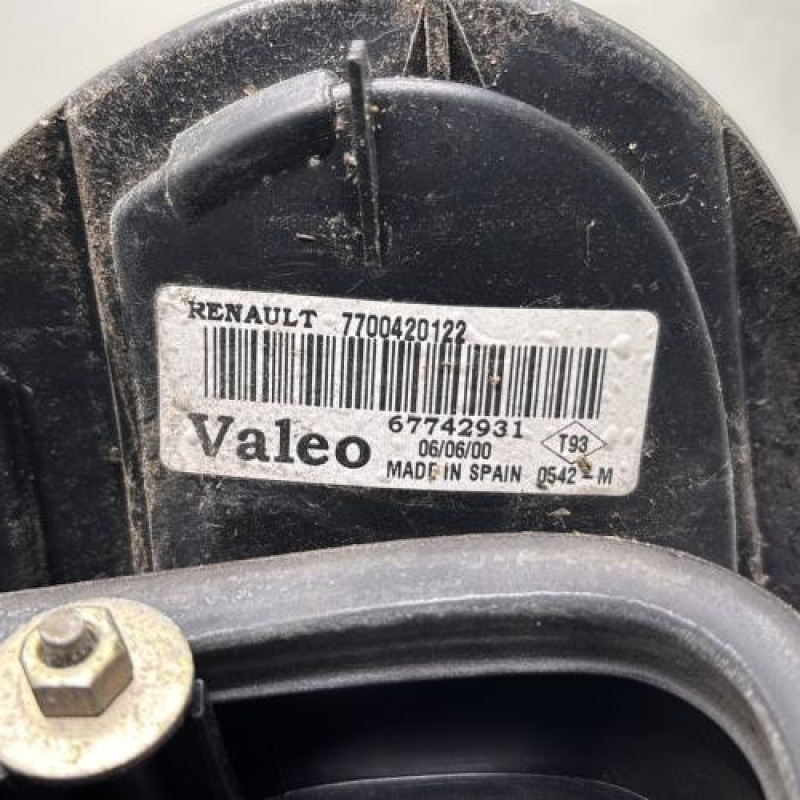 RENAULT 7700420122
67742931
Valeo
06/06/00
T93
MADE IN SPAIN 0542-M